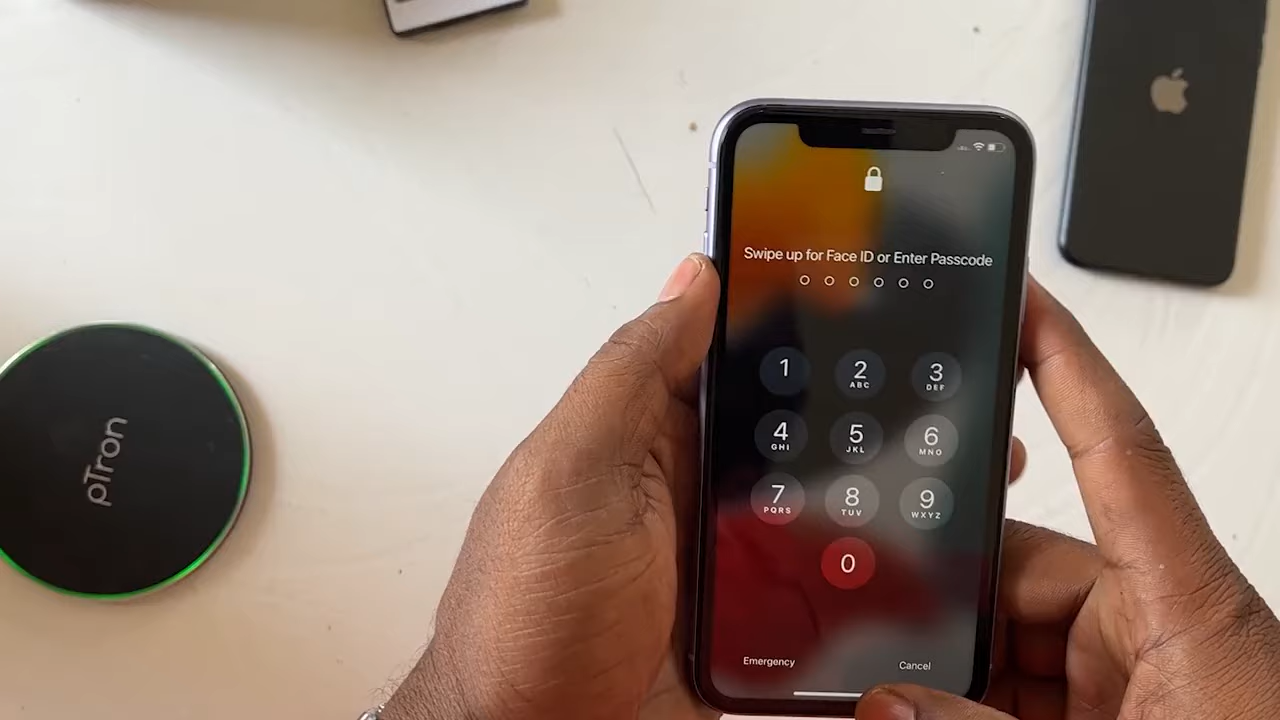 Swipe up for Face ID or Enter Passcode
1
2
ABC
3
DEF
4
GHI
5
JKL
6
MNO
7
PQRS
8
TUV
9
WXYZ
0
Emergency
Cancel
pTron